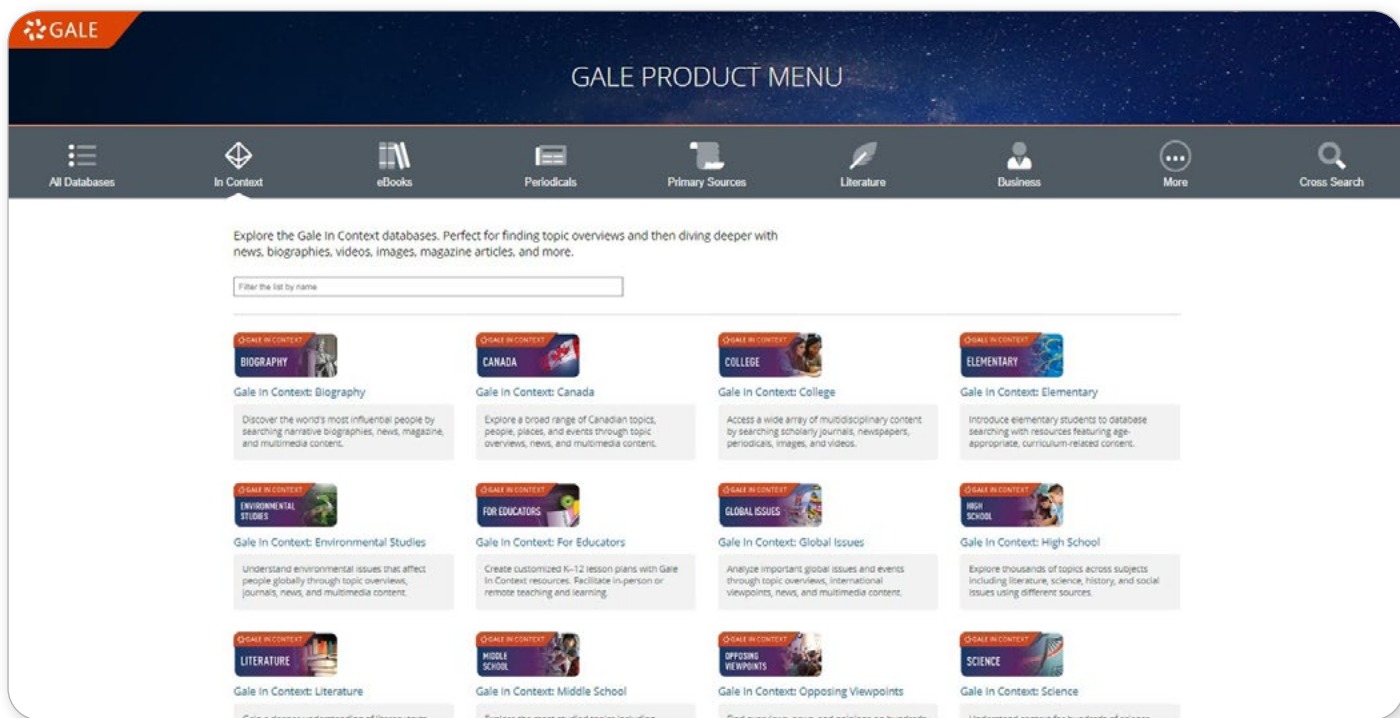 GALE
GALE PRODUCT MENU
All Databases
In Context
eBooks
Periodicals
Primary Sources
Literature
Business
More
Cross Search
Explore the Gale In Context databases. Perfect for finding topic overviews and then diving deeper with
news, biographies, videos, images, magazine articles, and more.
Filter the list by name
GALE IN CONTEXT
BIOGRAPHY
Gale In Context: Biography
Discover the world's most influential people by
searching narrative biographies, news, magazine,
and multimedia content.
GALE IN CONTEXT
CANADA
Gale In Context: Canada
Explore a broad range of Canadian topics,
people, places, and events through topic
overviews, news, and multimedia content.
GALE IN CONTEXT
COLLEGE
Gale In Context: College
Access a wide array of multidisciplinary content
by searching scholarly journals, newspapers,
periodicals, images, and videos.
GALE IN CONTEXT
ELEMENTARY
Gale In Context: Elementary
Introduce elementary students to database
searching with resources featuring age-
appropriate, curriculum-related content.
GALE IN CONTEXT
ENVIRONMENTAL
STUDIES
Gale In Context: Environmental Studies
Understand environmental issues that affect
people globally through topic overviews,
journals, news, and multimedia content.
GALE IN CONTEXT
FOR EDUCATORS
Gale In Context: For Educators
Create customized K–12 lesson plans with Gale
In Context resources. Facilitate in-person or
remote teaching and learning.
GALE IN CONTEXT
GLOBAL ISSUES
Gale In Context: Global Issues
Analyze important global issues and events
through topic overviews, international
viewpoints, news, and multimedia content.
GALE IN CONTEXT
HIGH
SCHOOL
Gale In Context: High School
Explore thousands of topics across subjects
including literature, science, history, and social
issues using different sources.
GALE IN CONTEXT
LITERATURE
Gale In Context: Literature
GALE IN CONTEXT
MIDDLE
SCHOOL
Gale In Context: Middle School
GALE IN CONTEXT
OPPOSING
VIEWPOINTS
Gale In Context: Opposing Viewpoints
GALE IN CONTEXT
SCIENCE
Gale In Context: Science